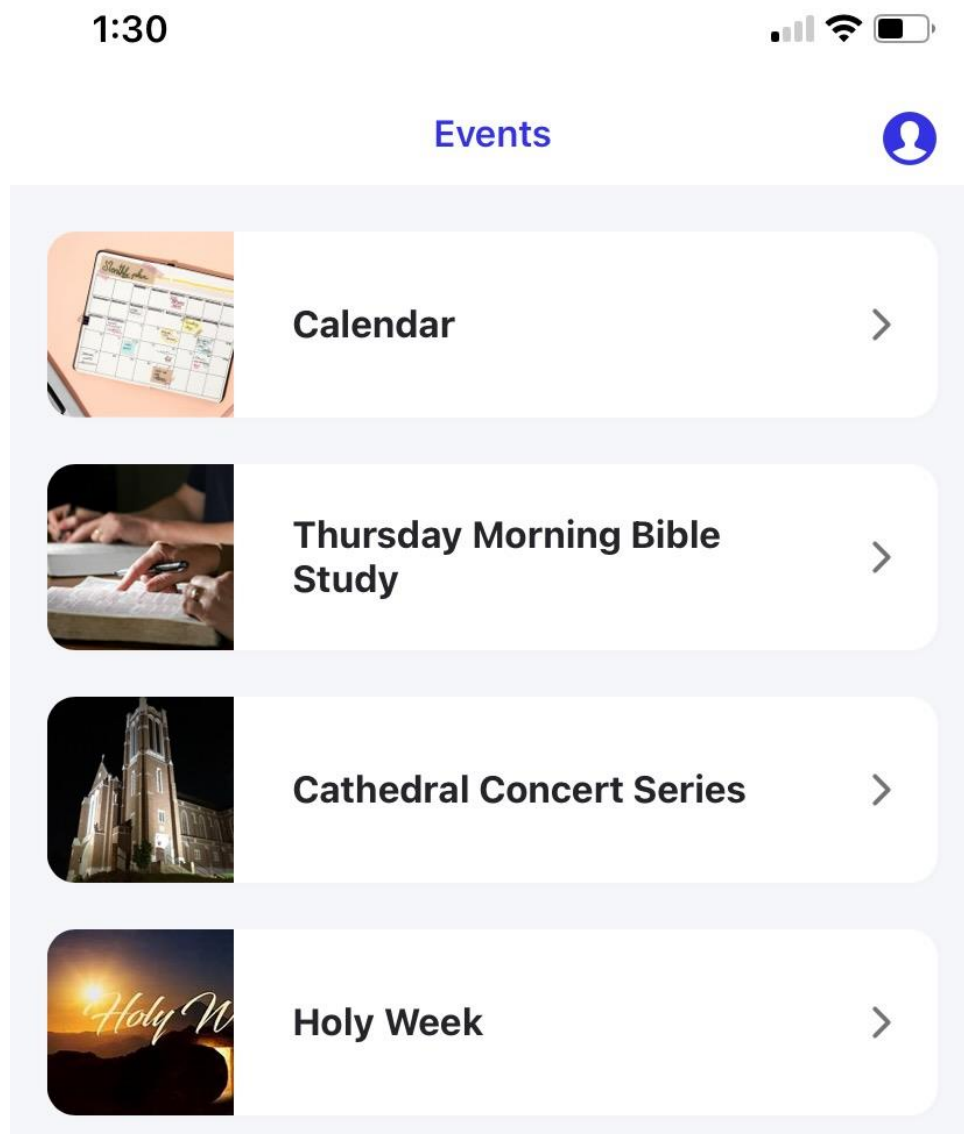 1:30
Events
Calendar
Thursday Morning Bible
Study
Cathedral Concert Series
Holy W
Holy Week